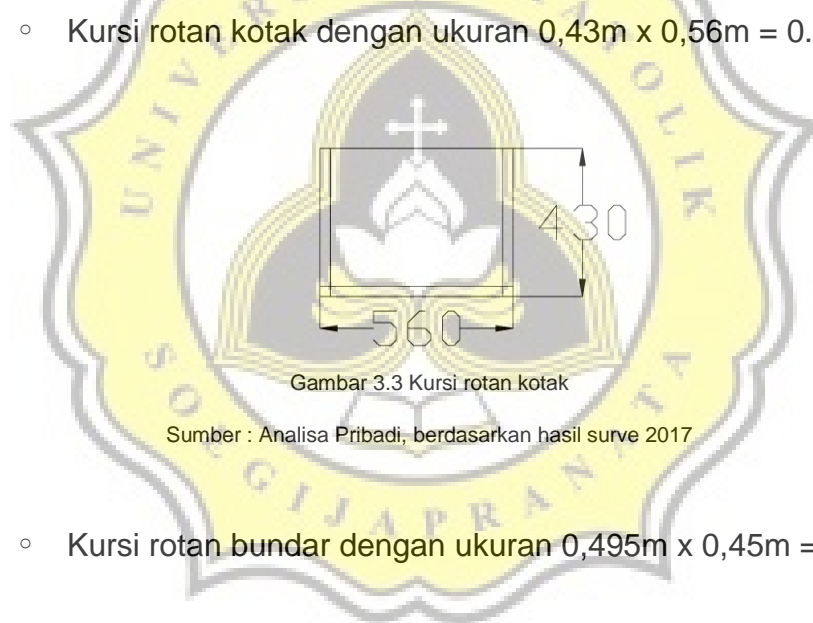 ◦ Kursi rotan kotak dengan ukuran 0,43m x 0,56m = 0.
430
560
Gambar 3.3 Kursi rotan kotak
Sumber : Analisa Pribadi, berdasarkan hasil surve 2017
◦ Kursi rotan bundar dengan ukuran 0,495m x 0,45m =
SOEGIJAPRANATA